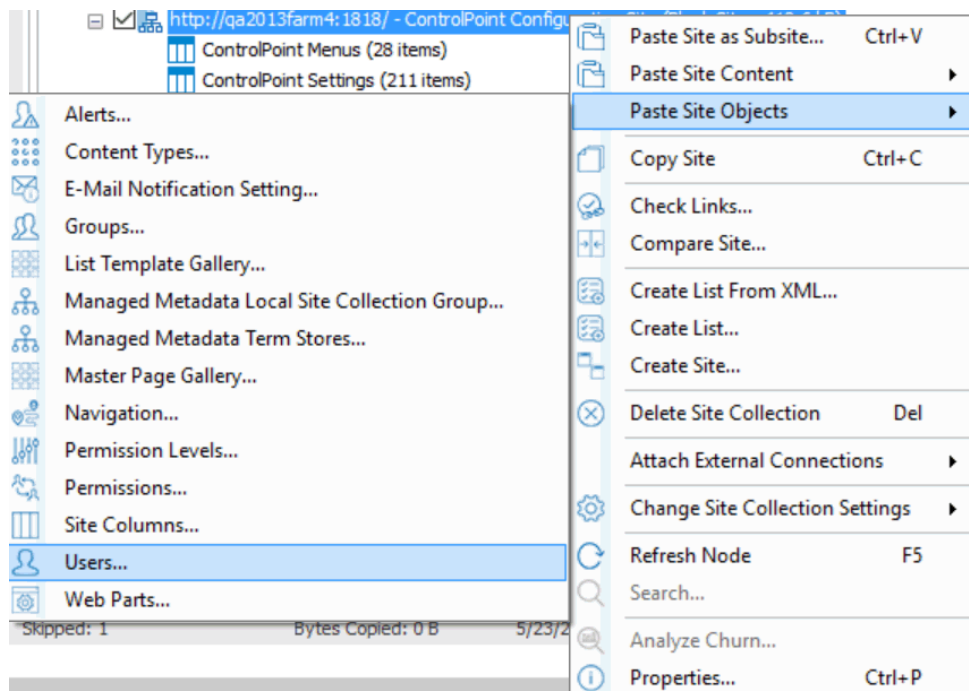 http://qa2013farm4:1818/ - ControlPoint Configu
ControlPoint Menus (28 items)
ControlPoint Settings (211 items)
Paste Site as Subsite... Ctrl+V
Paste Site Content
Paste Site Objects
Copy Site Ctrl+C
Check Links...
Compare Site...
Create List From XML...
Create List...
Create Site...
Delete Site Collection Del
Attach External Connections
Change Site Collection Settings
Refresh Node F5
Search...
Analyze Churn...
Properties... Ctrl+P
Alerts...
Content Types...
E-Mail Notification Setting...
Groups...
List Template Gallery...
Managed Metadata Local Site Collection Group...
Managed Metadata Term Stores...
Master Page Gallery...
Navigation...
Permission Levels...
Permissions...
Site Columns...
Users...
Web Parts...
Skipped: 1 Bytes Copied: 0 B 5/23/2